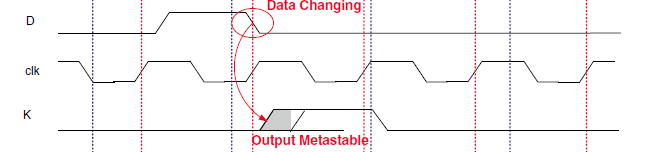 Data Changing
D
clk
K
Output Metastable